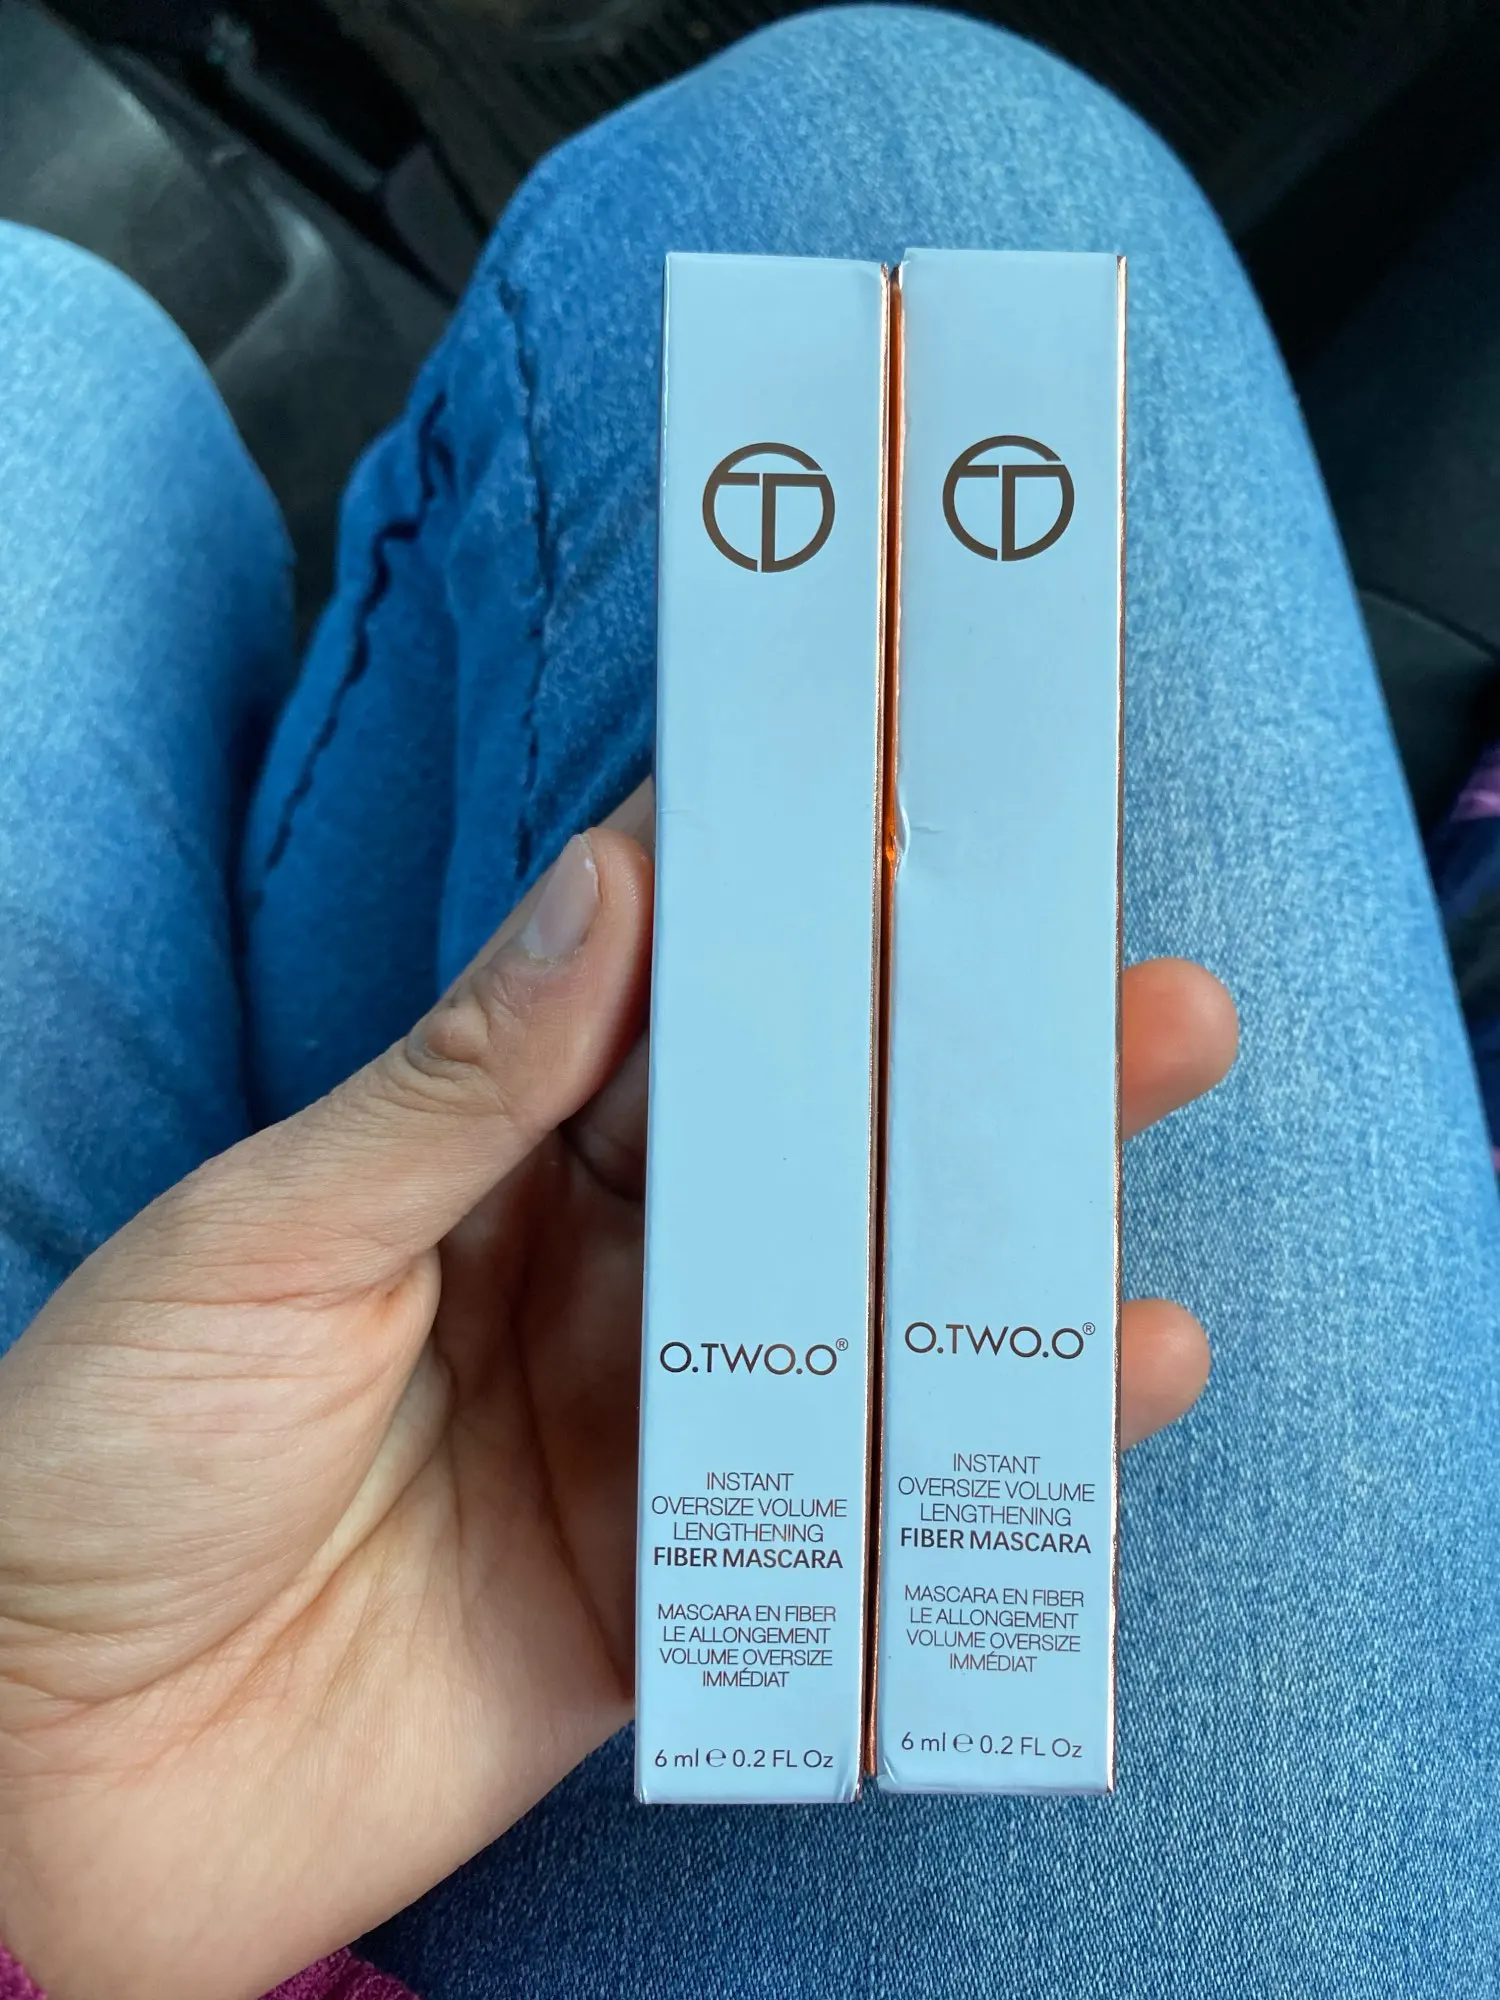 O.TWO.O®
INSTANT
OVERSIZE VOLUME
LENGTHENING
FIBER MASCARA
MASCARA EN FIBER
LE ALLONGEMENT
VOLUME OVERSIZE
IMMÉDIAT
6 ml ℮ 0.2 FL Oz
O.TWO.O®
INSTANT
OVERSIZE VOLUME
LENGTHENING
FIBER MASCARA
MASCARA EN FIBER
LE ALLONGEMENT
VOLUME OVERSIZE
IMMÉDIAT
6 ml ℮ 0.2 FL Oz